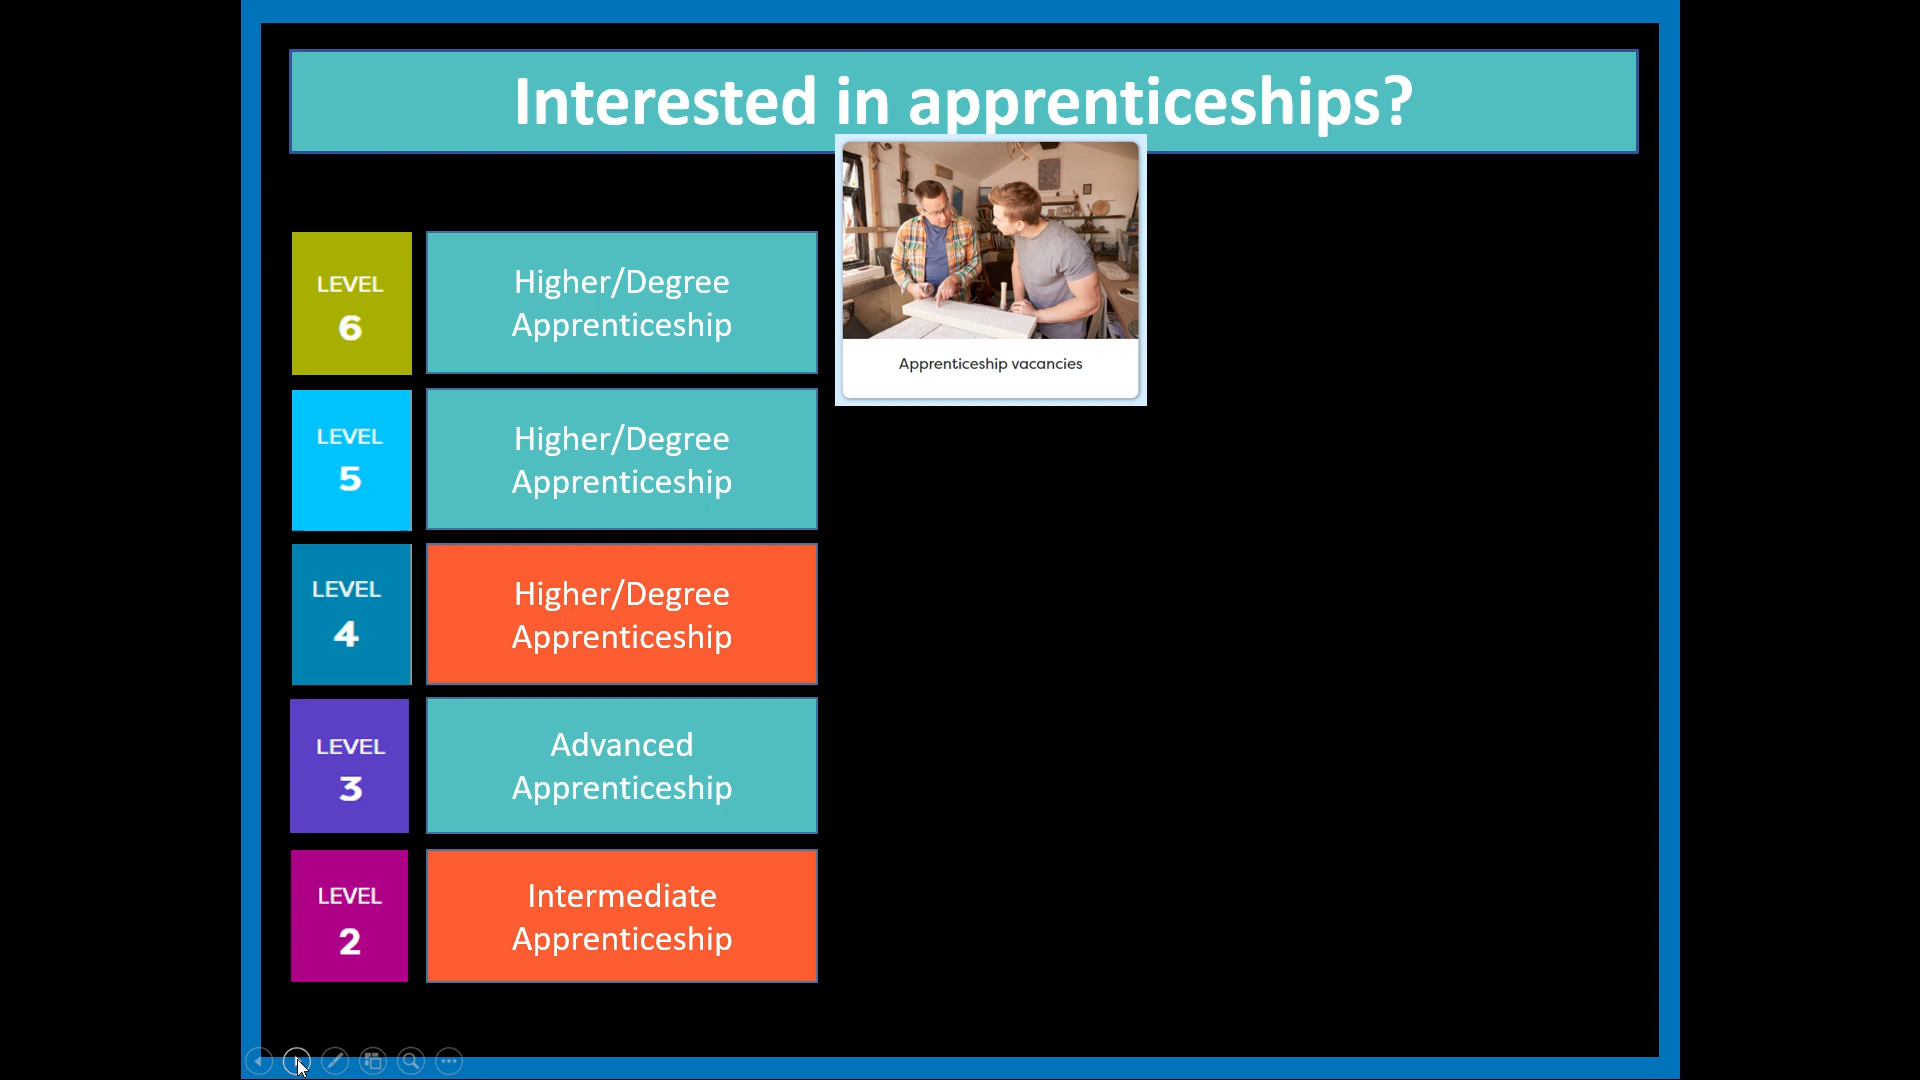 Interested in apprenticeships?
Apprenticeship vacancies
LEVEL
6
Higher/Degree
Apprenticeship
LEVEL
5
Higher/Degree
Apprenticeship
LEVEL
4
Higher/Degree
Apprenticeship
LEVEL
3
Advanced
Apprenticeship
LEVEL
2
Intermediate
Apprenticeship